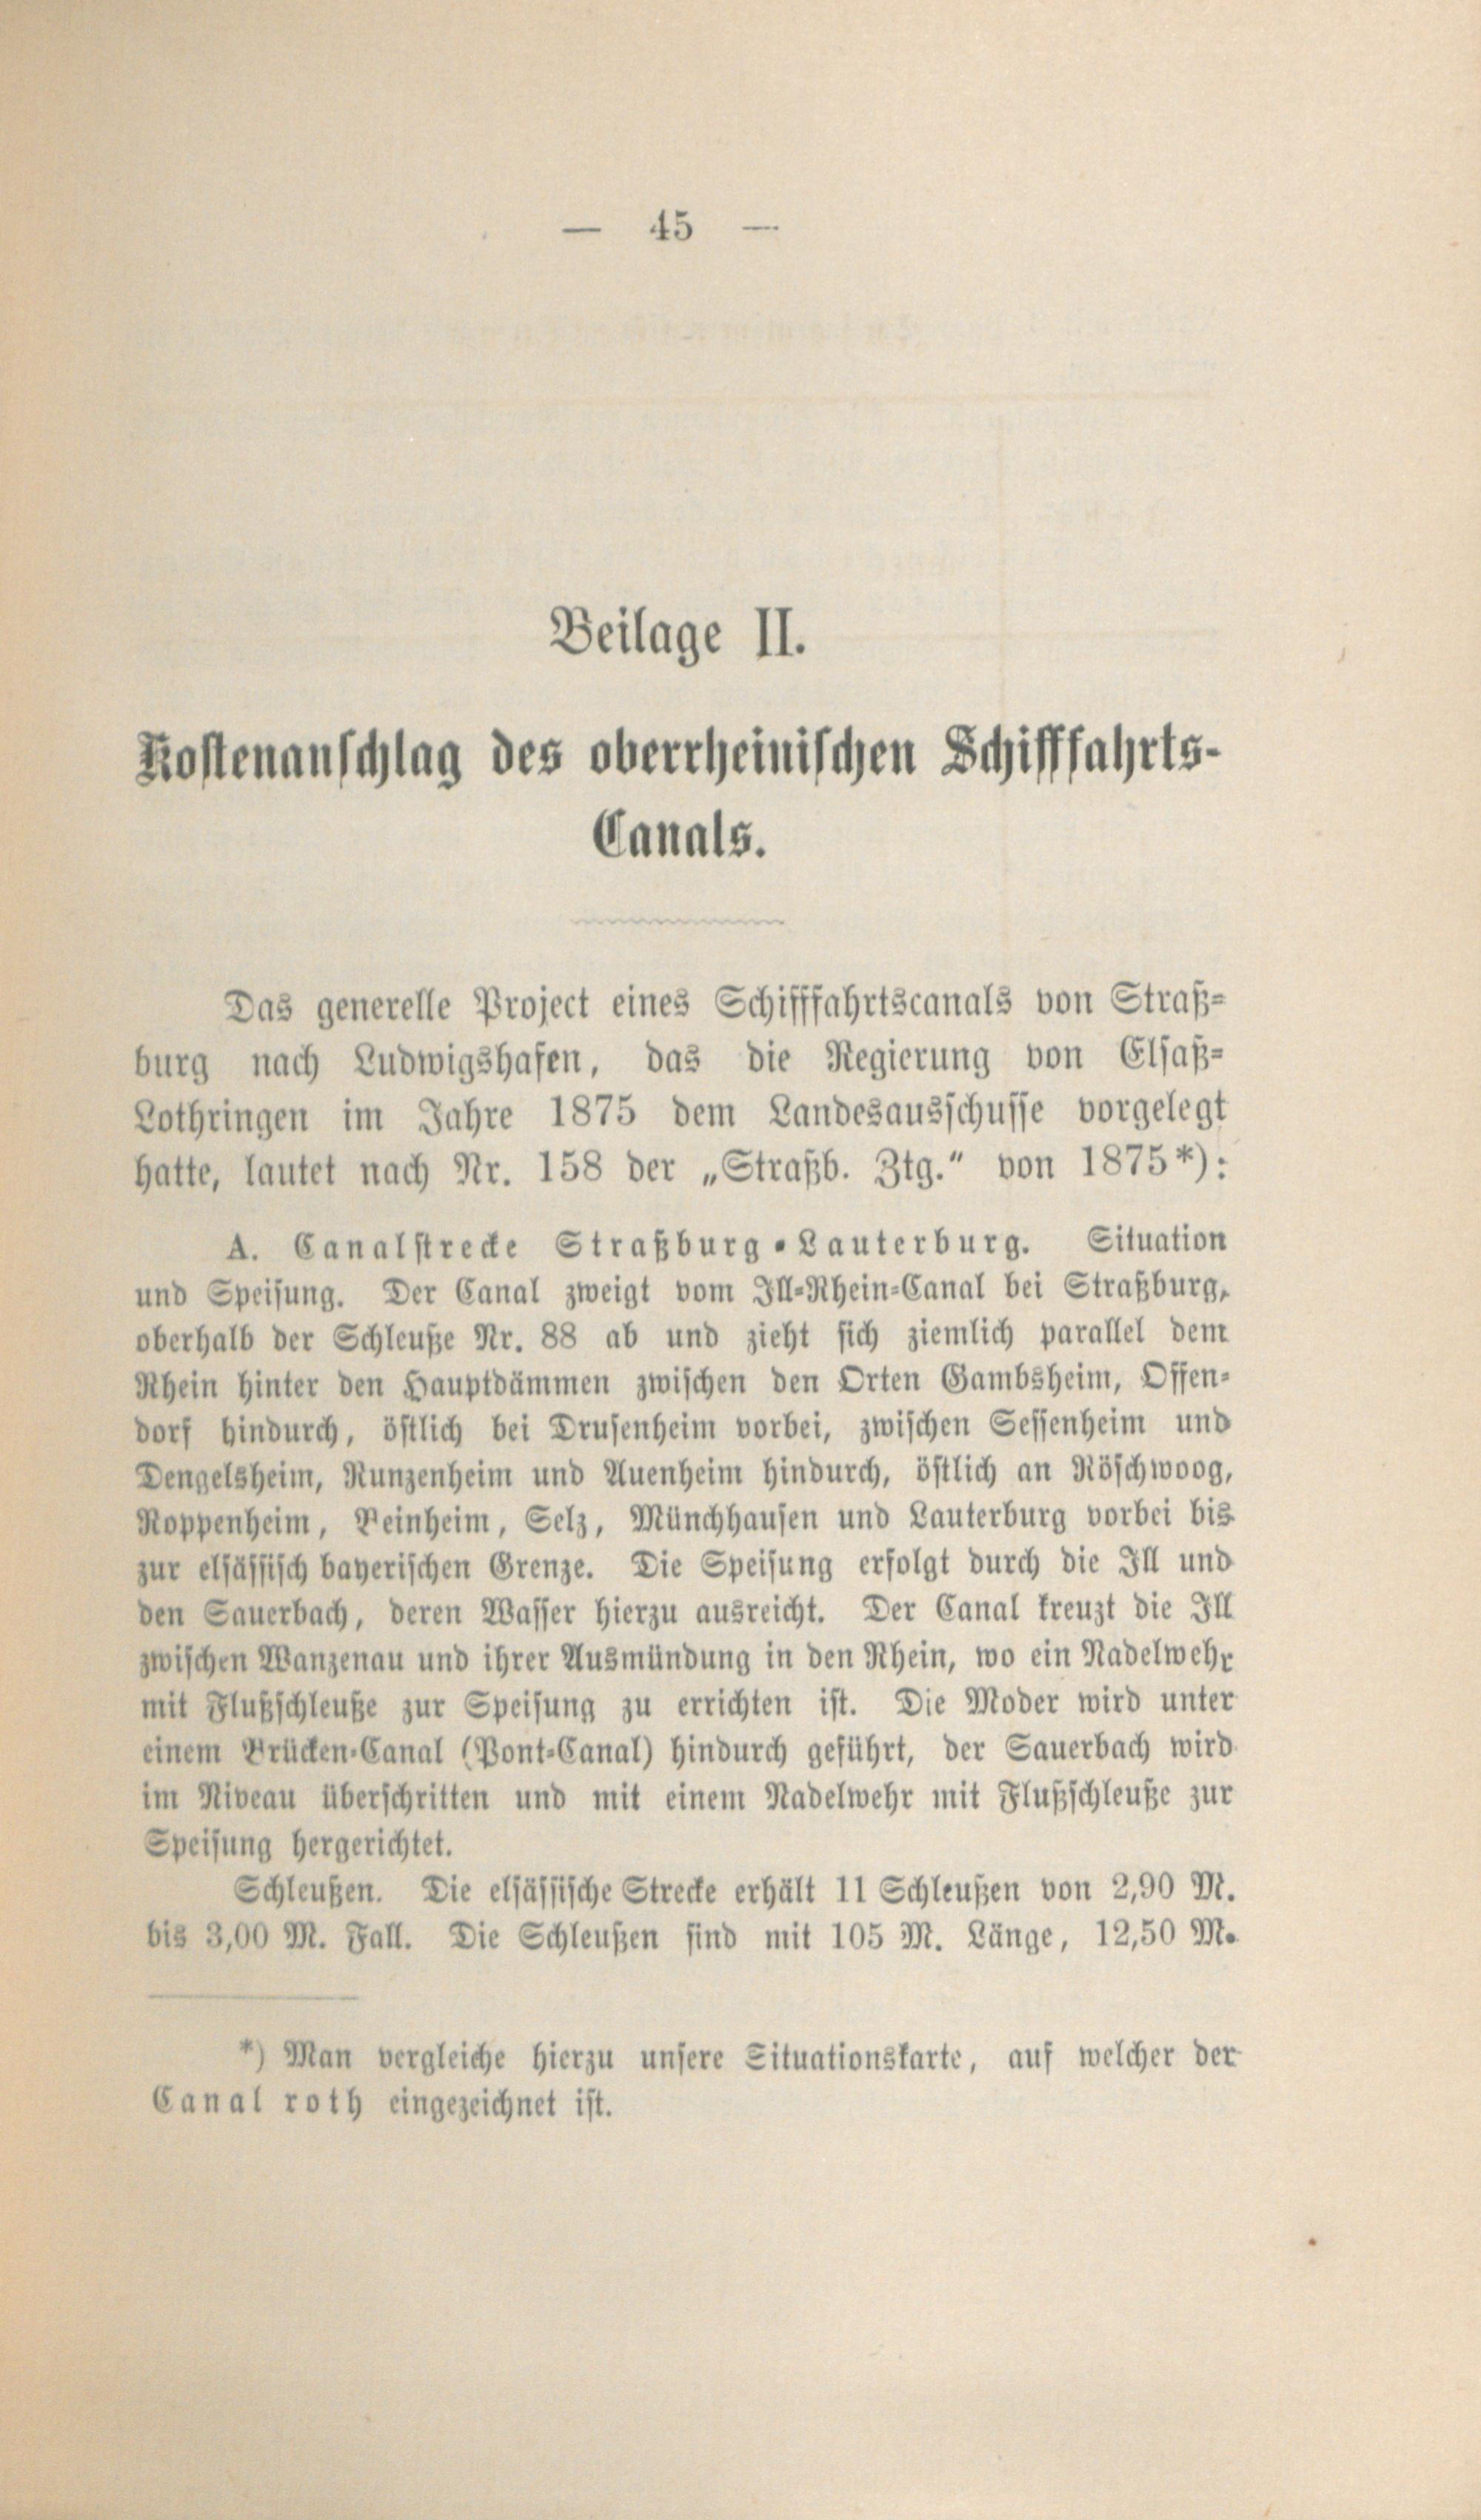 — 45 —
Beilage II.
Kostenanschlag des oberrheinischen Schifffahrts-
Canals.
Das generelle Project eines Schifffahrtscanals von Straß-
burg nach Ludwigshafen, das die Regierung von Elsaß-
Lothringen im Jahre 1875 dem Landesausschusse vorgelegt
hatte, lautet nach Nr. 158 der „Straßb. Ztg.“ von 1875*):
A. Canalstrecke Straßburg-Lauterburg. Situation
und Speisung. Der Canal zweigt vom Ill-Rhein-Canal bei Straßburg,
oberhalb der Schleuße Nr. 88 ab und zieht sich ziemlich parallel dem
Rhein hinter den Hauptdämmen zwischen den Orten Gambsheim, Offen-
dorf hindurch, östlich bei Drusenheim vorbei, zwischen Sessenheim und
Dengelsheim, Runzenheim und Auenheim hindurch, östlich an Röschwoog,
Roppenheim, Beinheim, Selz, Münchhausen und Lauterburg vorbei bis
zur elsässisch bayerischen Grenze. Die Speisung erfolgt durch die Ill und
den Sauerbach, deren Wasser hierzu ausreicht. Der Canal kreuzt die Ill
zwischen Wanzenau und ihrer Ausmündung in den Rhein, wo ein Nadelwehr
mit Flußschleuße zur Speisung zu errichten ist. Die Moder wird unter
einem Brücken-Canal (Pont-Canal) hindurch geführt, der Sauerbach wird
im Niveau überschritten und mit einem Nadelwehr mit Flußschleuße zur
Speisung hergerichtet.
Schleußen. Die elsässische Strecke erhält 11 Schleußen von 2,90 M.
bis 3,00 M. Fall. Die Schleußen sind mit 105 M. Länge, 12,50 M.
*) Man vergleiche hierzu unsere Situationskarte, auf welcher der
Canal roth eingezeichnet ist.